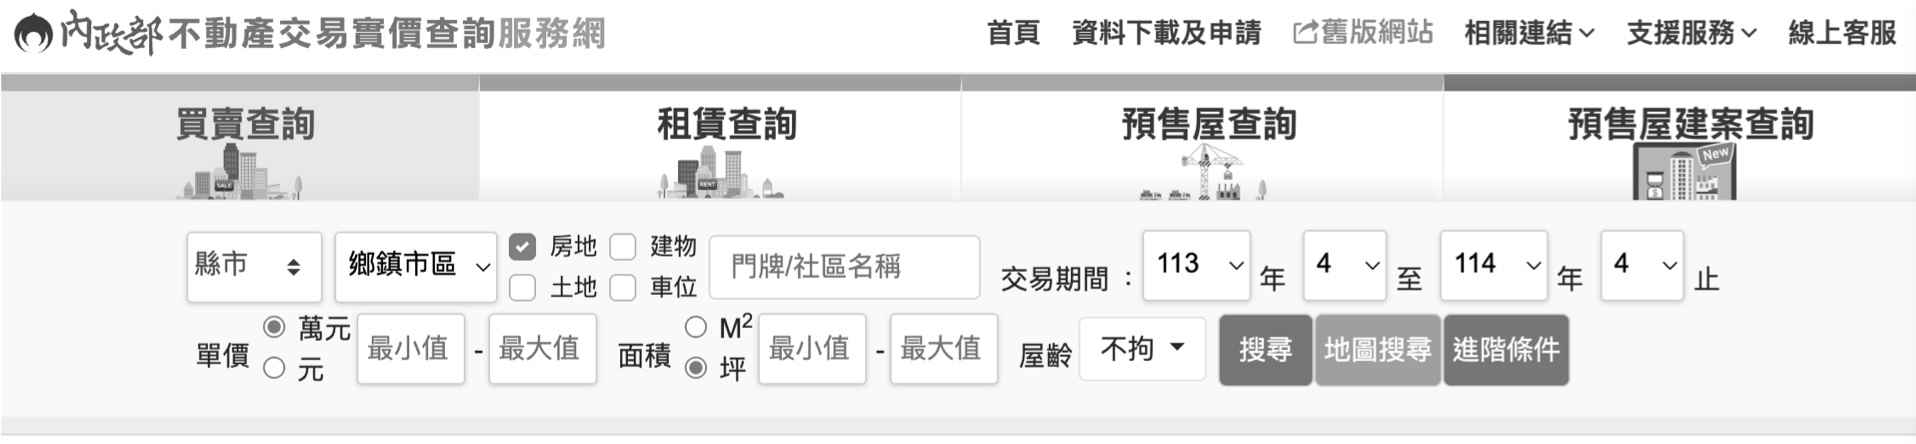 內政部不動產交易實價查詢服務網 首頁 資料下載及申請 舊版網站 相關連結 支援服務 線上客服
買賣查詢 租賃查詢 預售屋查詢 預售屋建案查詢
SALE RENT New
縣市 鄉鎮市區 房地 建物 門牌/社區名稱 交易期間： 113 年 4 至 114 年 4 止
土地 車位
單價 萬元 最小值 - 最大值 面積 M² 最小值 - 最大值 屋齡 不拘 搜尋 地圖搜尋 進階條件
元 坪